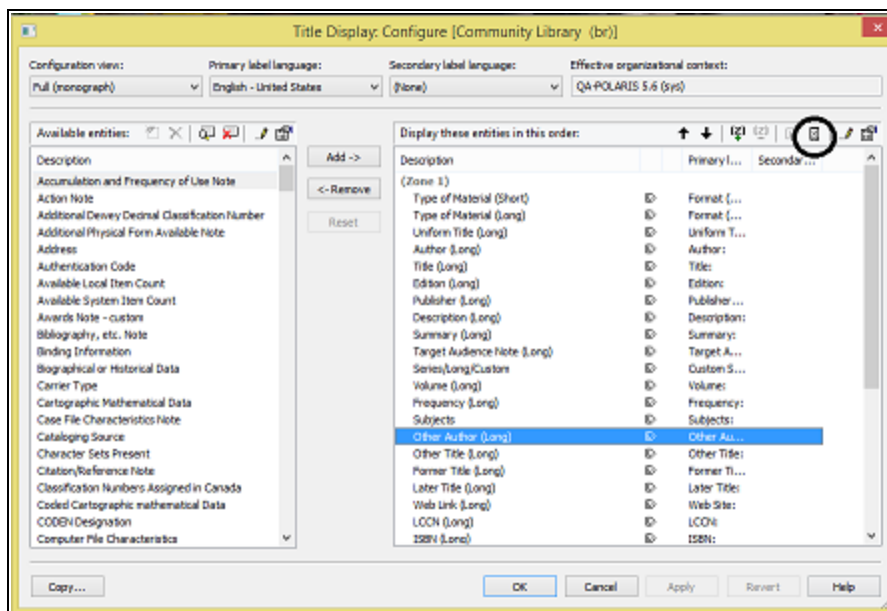 Title Display: Configure [Community Library (br)]
Configuration view: Primary label language: Secondary label language: Effective organizational context:
Full (monograph) English - United States (None) QA-POLARIS 5.6 (sys)
Available entities: Display these entities in this order:
Description
Accumulation and Frequency of Use Note
Action Note
Additional Dewey Decimal Classification Number
Additional Physical Form Available Note
Address
Authentication Code
Available Local Item Count
Available System Item Count
Awards Note - custom
Bibliography, etc. Note
Binding Information
Biographical or Historical Data
Carrier Type
Cartographic Mathematical Data
Case File Characteristics Note
Cataloging Source
Character Sets Present
Citation/Reference Note
Classification Numbers Assigned in Canada
Coded Cartographic mathematical Data
CODEN Designation
Computer File Characteristics
Add ->
<- Remove
Reset
Description Primary l... Secondar...
(Zone 1)
Type of Material (Short) Format (...
Type of Material (Long) Format (...
Uniform Title (Long) Uniform T...
Author (Long) Author:
Title (Long) Title:
Edition (Long) Edition:
Publisher (Long) Publisher ...
Description (Long) Description:
Summary (Long) Summary:
Target Audience Note (Long) Target A...
Series/Long/Custom Custom S...
Volume (Long) Volume:
Frequency (Long) Frequency:
Subjects Subjects:
Other Author (Long) Other Au...
Other Title (Long) Other Title:
Former Title (Long) Former Ti...
Later Title (Long) Later Title:
Web Link (Long) Web Site:
LCCN (Long) LCCN:
ISBN (Long) ISBN:
Copy... OK Cancel Apply Revert Help